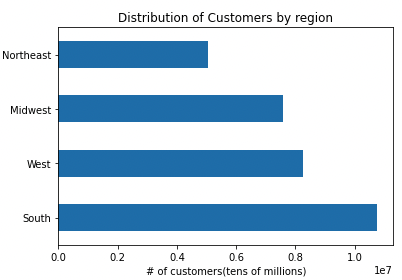 Distribution of Customers by region
Northeast
Midwest
West
South
0.0 0.2 0.4 0.6 0.8 1.0
1e7
# of customers(tens of millions)